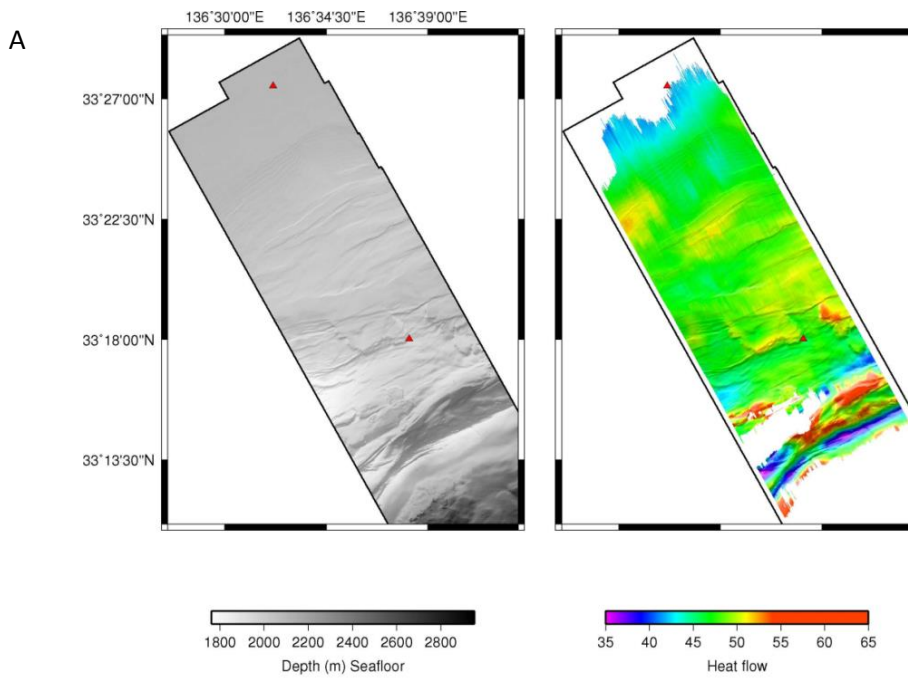 136˚30'00"E 136˚34'30"E 136˚39'00"E
A
33˚27'00"N
33˚22'30"N
33˚18'00"N
33˚13'30"N
1800 2000 2200 2400 2600 2800
Depth (m) Seafloor
35 40 45 50 55 60 65
Heat flow